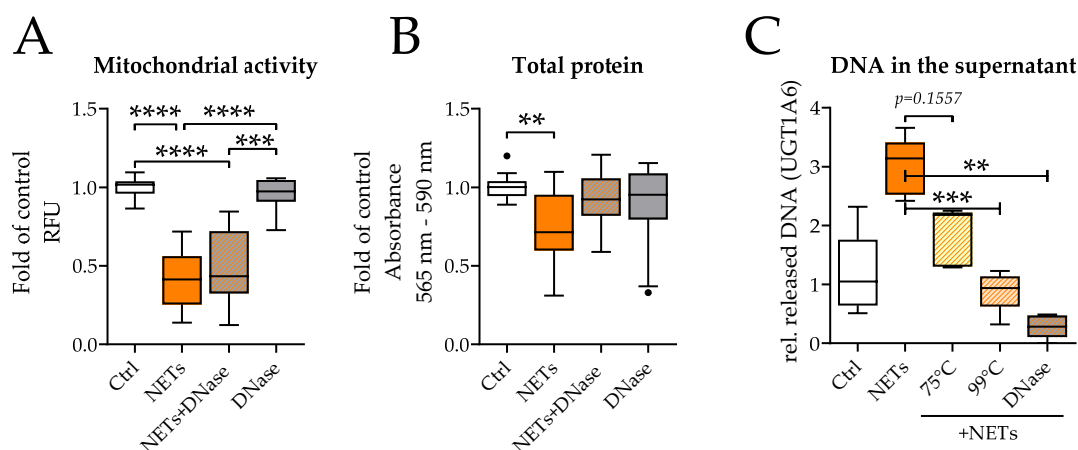 A
Mitochondrial activity
Fold of control
RFU
1.5
1.0
0.5
0.0
****
****
****
***
Ctrl
NETs
NETs+DNase
DNase
B
Total protein
Fold of control
Absorbance
565 nm - 590 nm
1.5
1.0
0.5
0.0
**
Ctrl
NETs
NETs+DNase
DNase
C
DNA in the supernatant
rel. released DNA (UGT1A6)
4
3
2
1
0
p=0.1557
**
***
Ctrl
NETs
75°C
99°C
DNase
+NETs